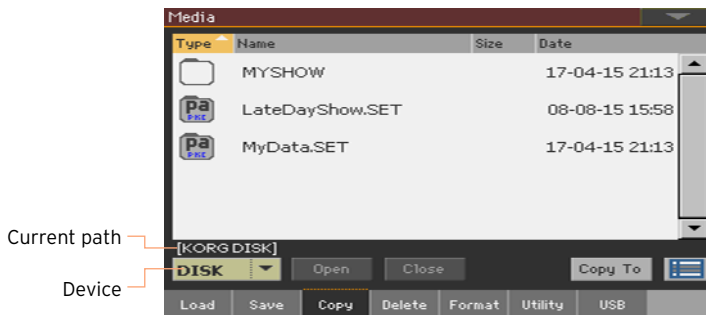 Media
Type Name Size Date
MYSHOW 17-04-15 21:13
Pa PKG LateDayShow.SET 08-08-15 15:58
Pa PKG MyData.SET 17-04-15 21:13
Current path
[KORG DISK]
Device
DISK Open Close Copy To
Load Save Copy Delete Format Utility USB